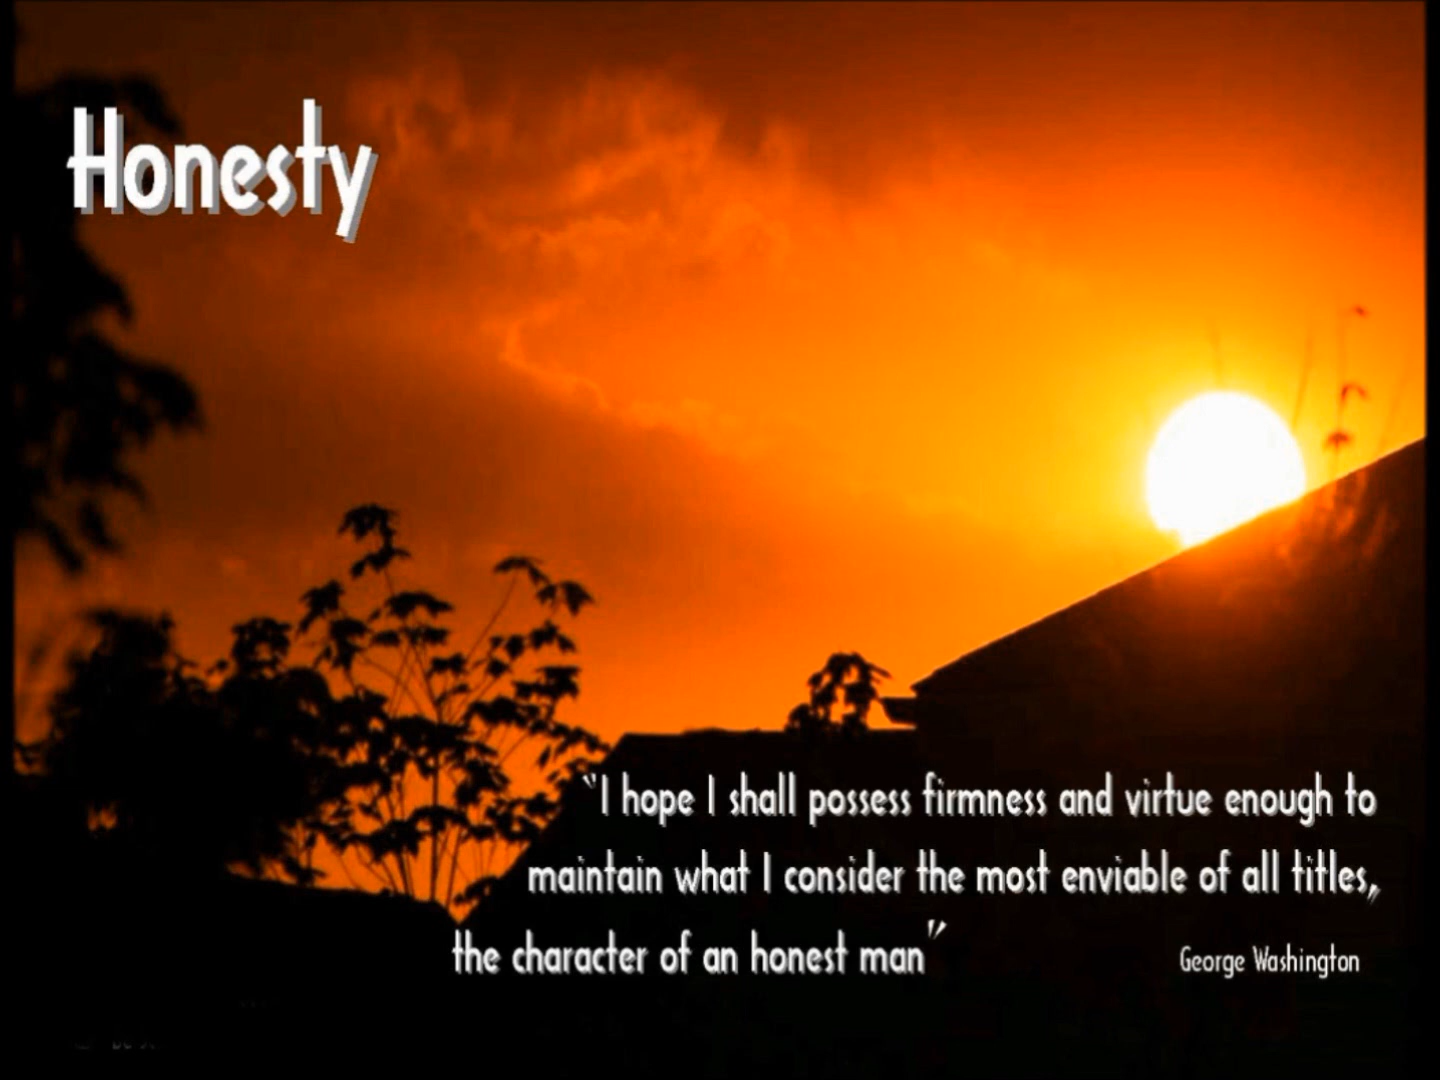 Honesty
"I hope I shall possess firmness and virtue enough to
maintain what I consider the most enviable of all titles,
the character of an honest man"
George Washington